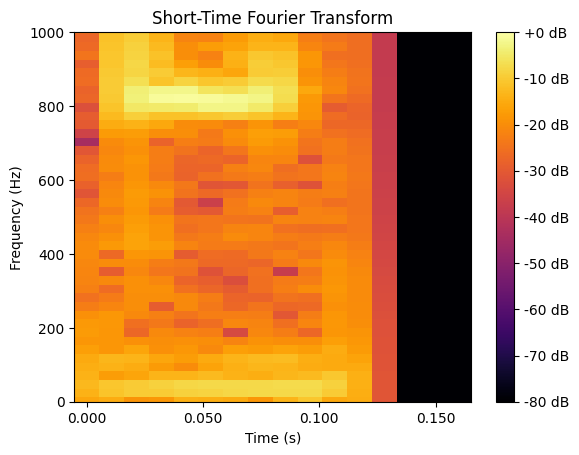 Short-Time Fourier Transform
1000
800
600
400
200
0
Frequency (Hz)
0.000
0.050
0.100
0.150
Time (s)
+0 dB
-10 dB
-20 dB
-30 dB
-40 dB
-50 dB
-60 dB
-70 dB
-80 dB